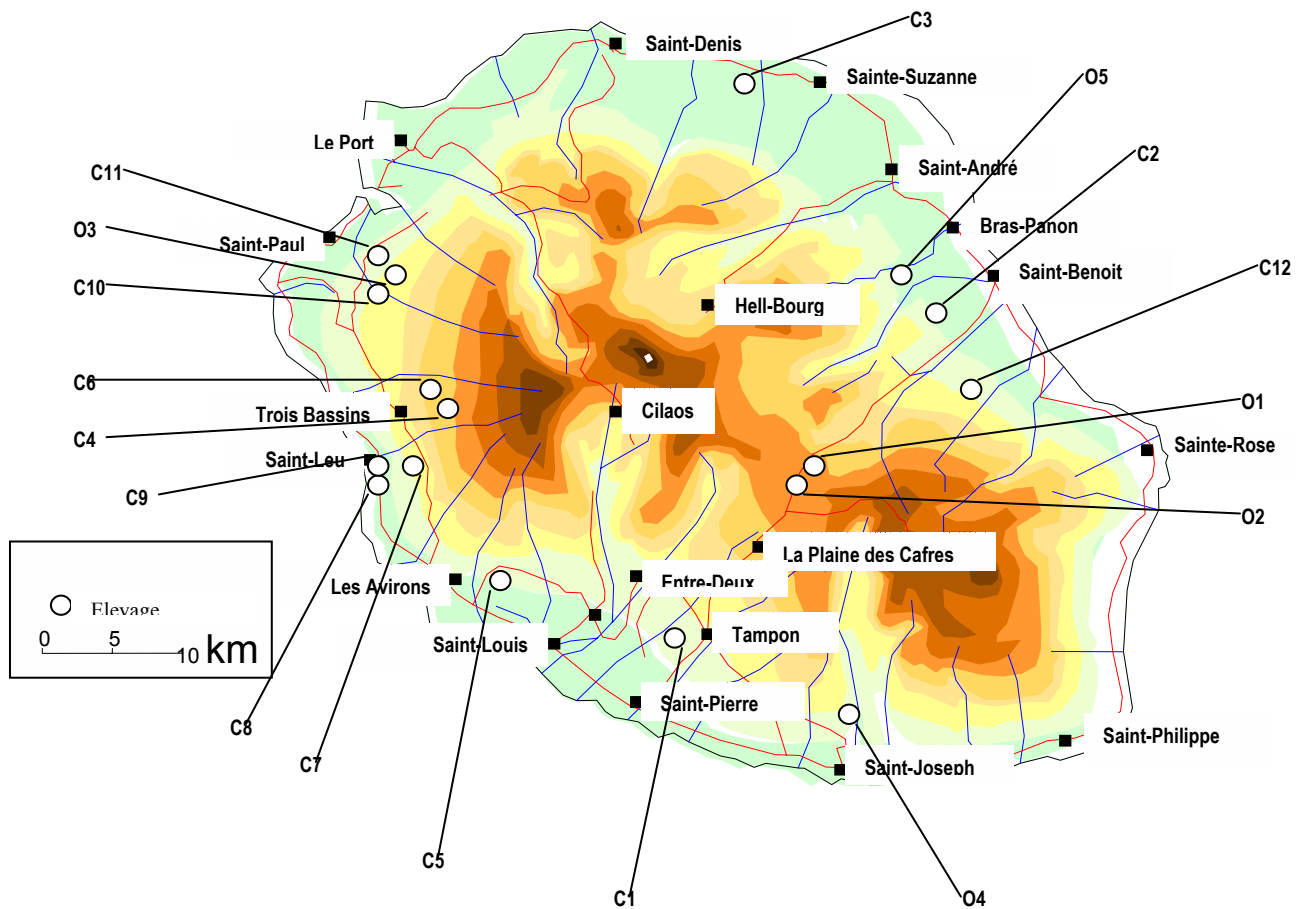 C3
Saint-Denis
Sainte-Suzanne
O5
Le Port
C2
Saint-André
C11
O3
Saint-Paul
Bras-Panon
C12
Saint-Benoit
C10
Hell-Bourg
C6
O1
Trois Bassins
Cilaos
C4
Sainte-Rose
Saint-Leu
C9
O2
La Plaine des Cafres
Les Avirons
Entre-Deux
Elevage
0 5 10 km
Saint-Louis
Tampon
Saint-Pierre
C8
Saint-Philippe
C7
Saint-Joseph
C5
C1
O4